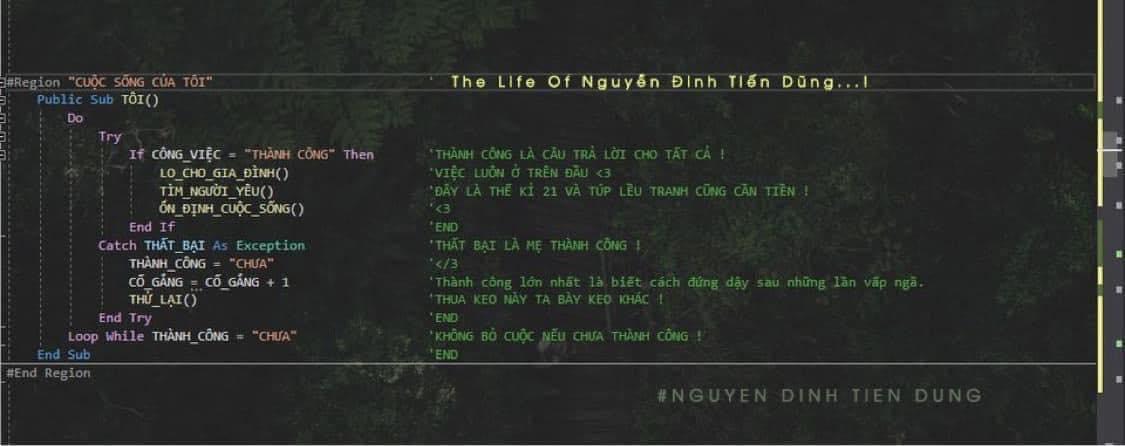 #Region "CUỘC SỐNG CỦA TÔI" ' The Life Of Nguyễn Đình Tiến Dũng...!
Public Sub TÔI()
Do
Try
If CÔNG_VIỆC = "THÀNH CÔNG" Then 'THÀNH CÔNG LÀ CÂU TRẢ LỜI CHO TẤT CẢ !
LO_CHO_GIA_ĐÌNH() 'VIỆC LUÔN Ở TRÊN ĐẦU <3
TÌM_NGƯỜI_YÊU() 'ĐÂY LÀ THẾ KỈ 21 VÀ TÚP LỀU TRANH CŨNG CẦN TIỀN !
ỔN_ĐỊNH_CUỘC_SỐNG() '<3
End If 'END
Catch THẤT_BẠI As Exception 'THẤT BẠI LÀ MẸ THÀNH CÔNG !
THÀNH_CÔNG = "CHƯA" '</3
CỐ_GẮNG = CỐ_GẮNG + 1 'Thành công lớn nhất là biết cách đứng dậy sau những lần vấp ngã.
THỬ_LẠI() 'THUA KEO NÀY TA BÀY KEO KHÁC !
End Try 'END
Loop While THÀNH_CÔNG = "CHƯA" 'KHÔNG BỎ CUỘC NẾU CHƯA THÀNH CÔNG !
End Sub 'END
#End Region
#NGUYEN DINH TIEN DUNG